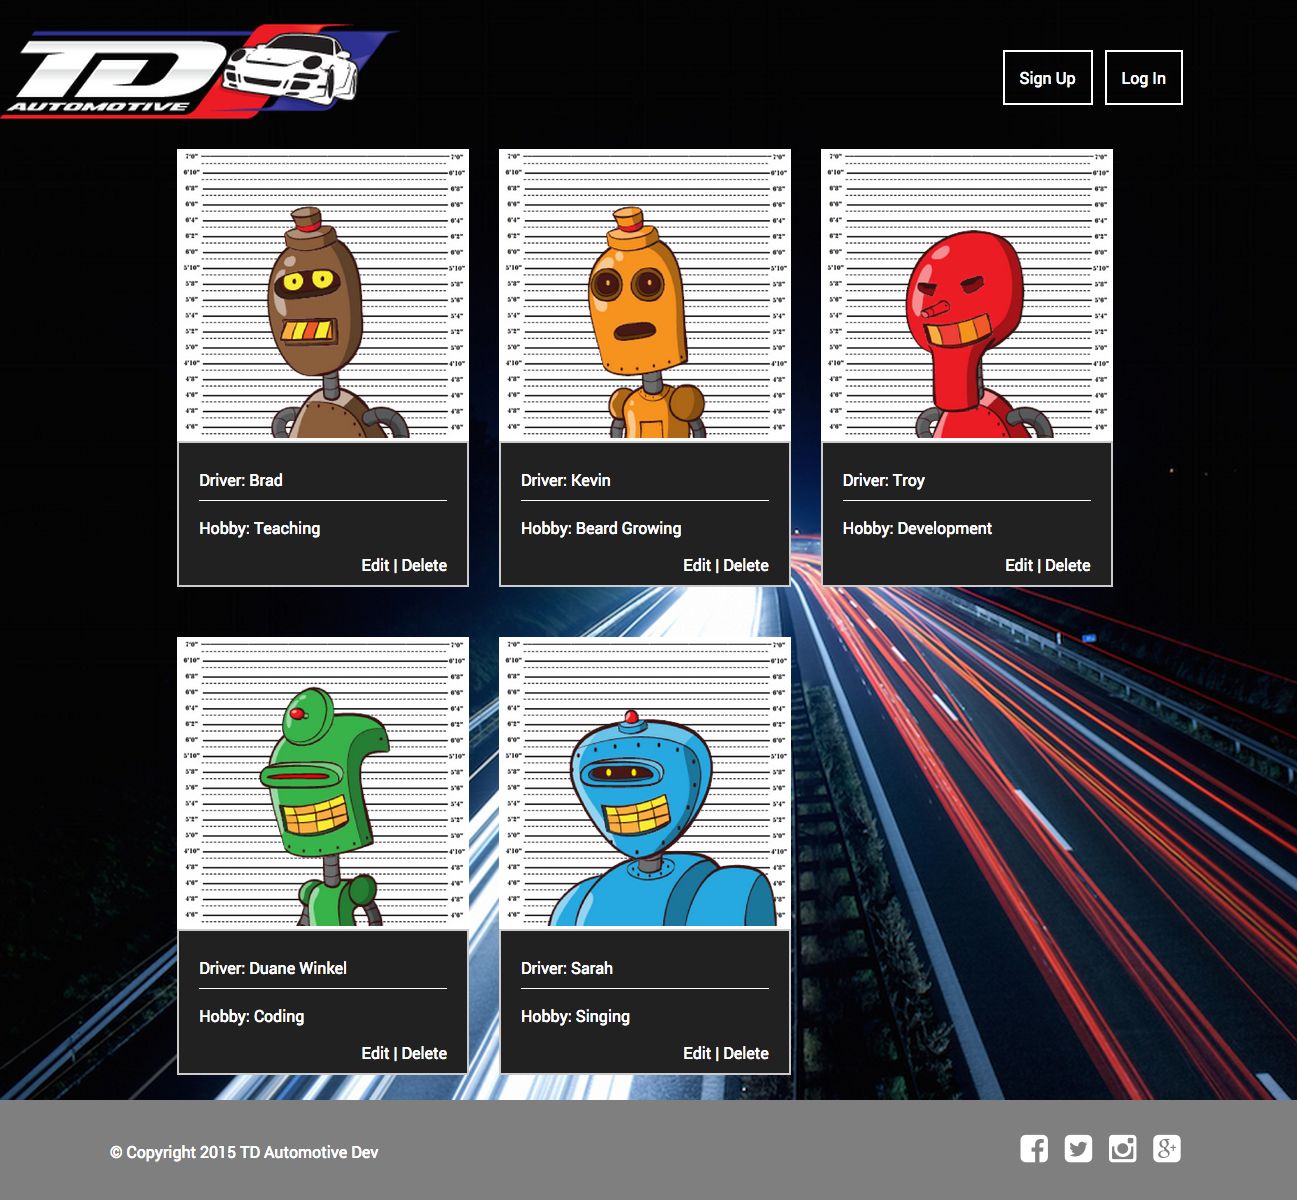 TD
AUTOMOTIVE
Sign Up
Log In
Driver: Brad
Hobby: Teaching
Edit | Delete
Driver: Kevin
Hobby: Beard Growing
Edit | Delete
Driver: Troy
Hobby: Development
Edit | Delete
Driver: Duane Winkel
Hobby: Coding
Edit | Delete
Driver: Sarah
Hobby: Singing
Edit | Delete
© Copyright 2015 TD Automotive Dev